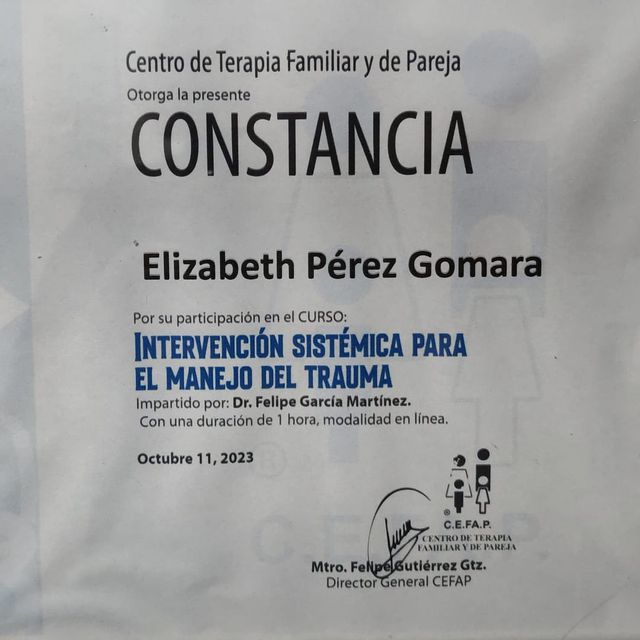 Centro de Terapia Familiar y de Pareja
Otorga la presente
CONSTANCIA
Elizabeth Pérez Gomara
Por su participación en el CURSO:
INTERVENCIÓN SISTÉMICA PARA
EL MANEJO DEL TRAUMA
Impartido por: Dr. Felipe García Martínez.
Con una duración de 1 hora, modalidad en línea.
Octubre 11, 2023
®
C.E.F.A.P.
CENTRO DE TERAPIA
FAMILIAR Y DE PAREJA
Mtro. Felipe Gutiérrez Gtz.
Director General CEFAP
®
C.E.F.A.P.